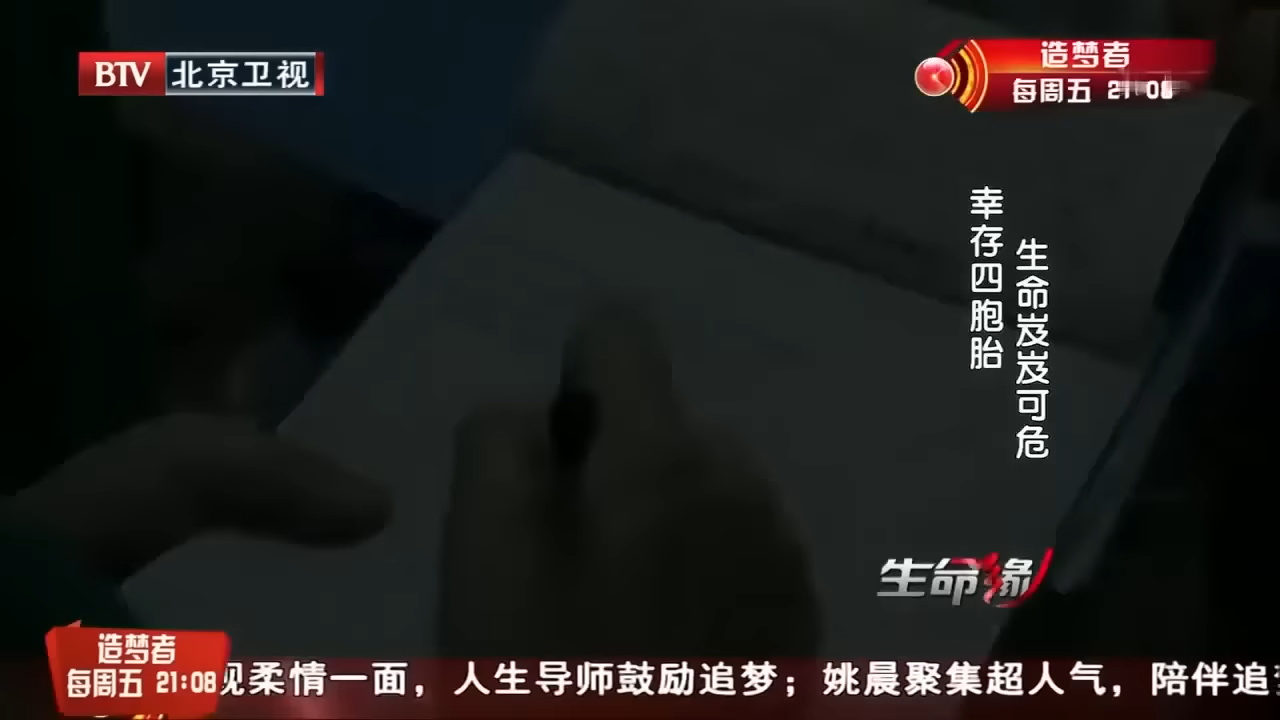 BTV 北京卫视
造梦者
每周五 21:08
幸存四胞胎
生命岌岌可危
生命缘
造梦者
每周五 21:08
柔情一面，人生导师鼓励追梦；姚晨聚集超人气，陪伴追